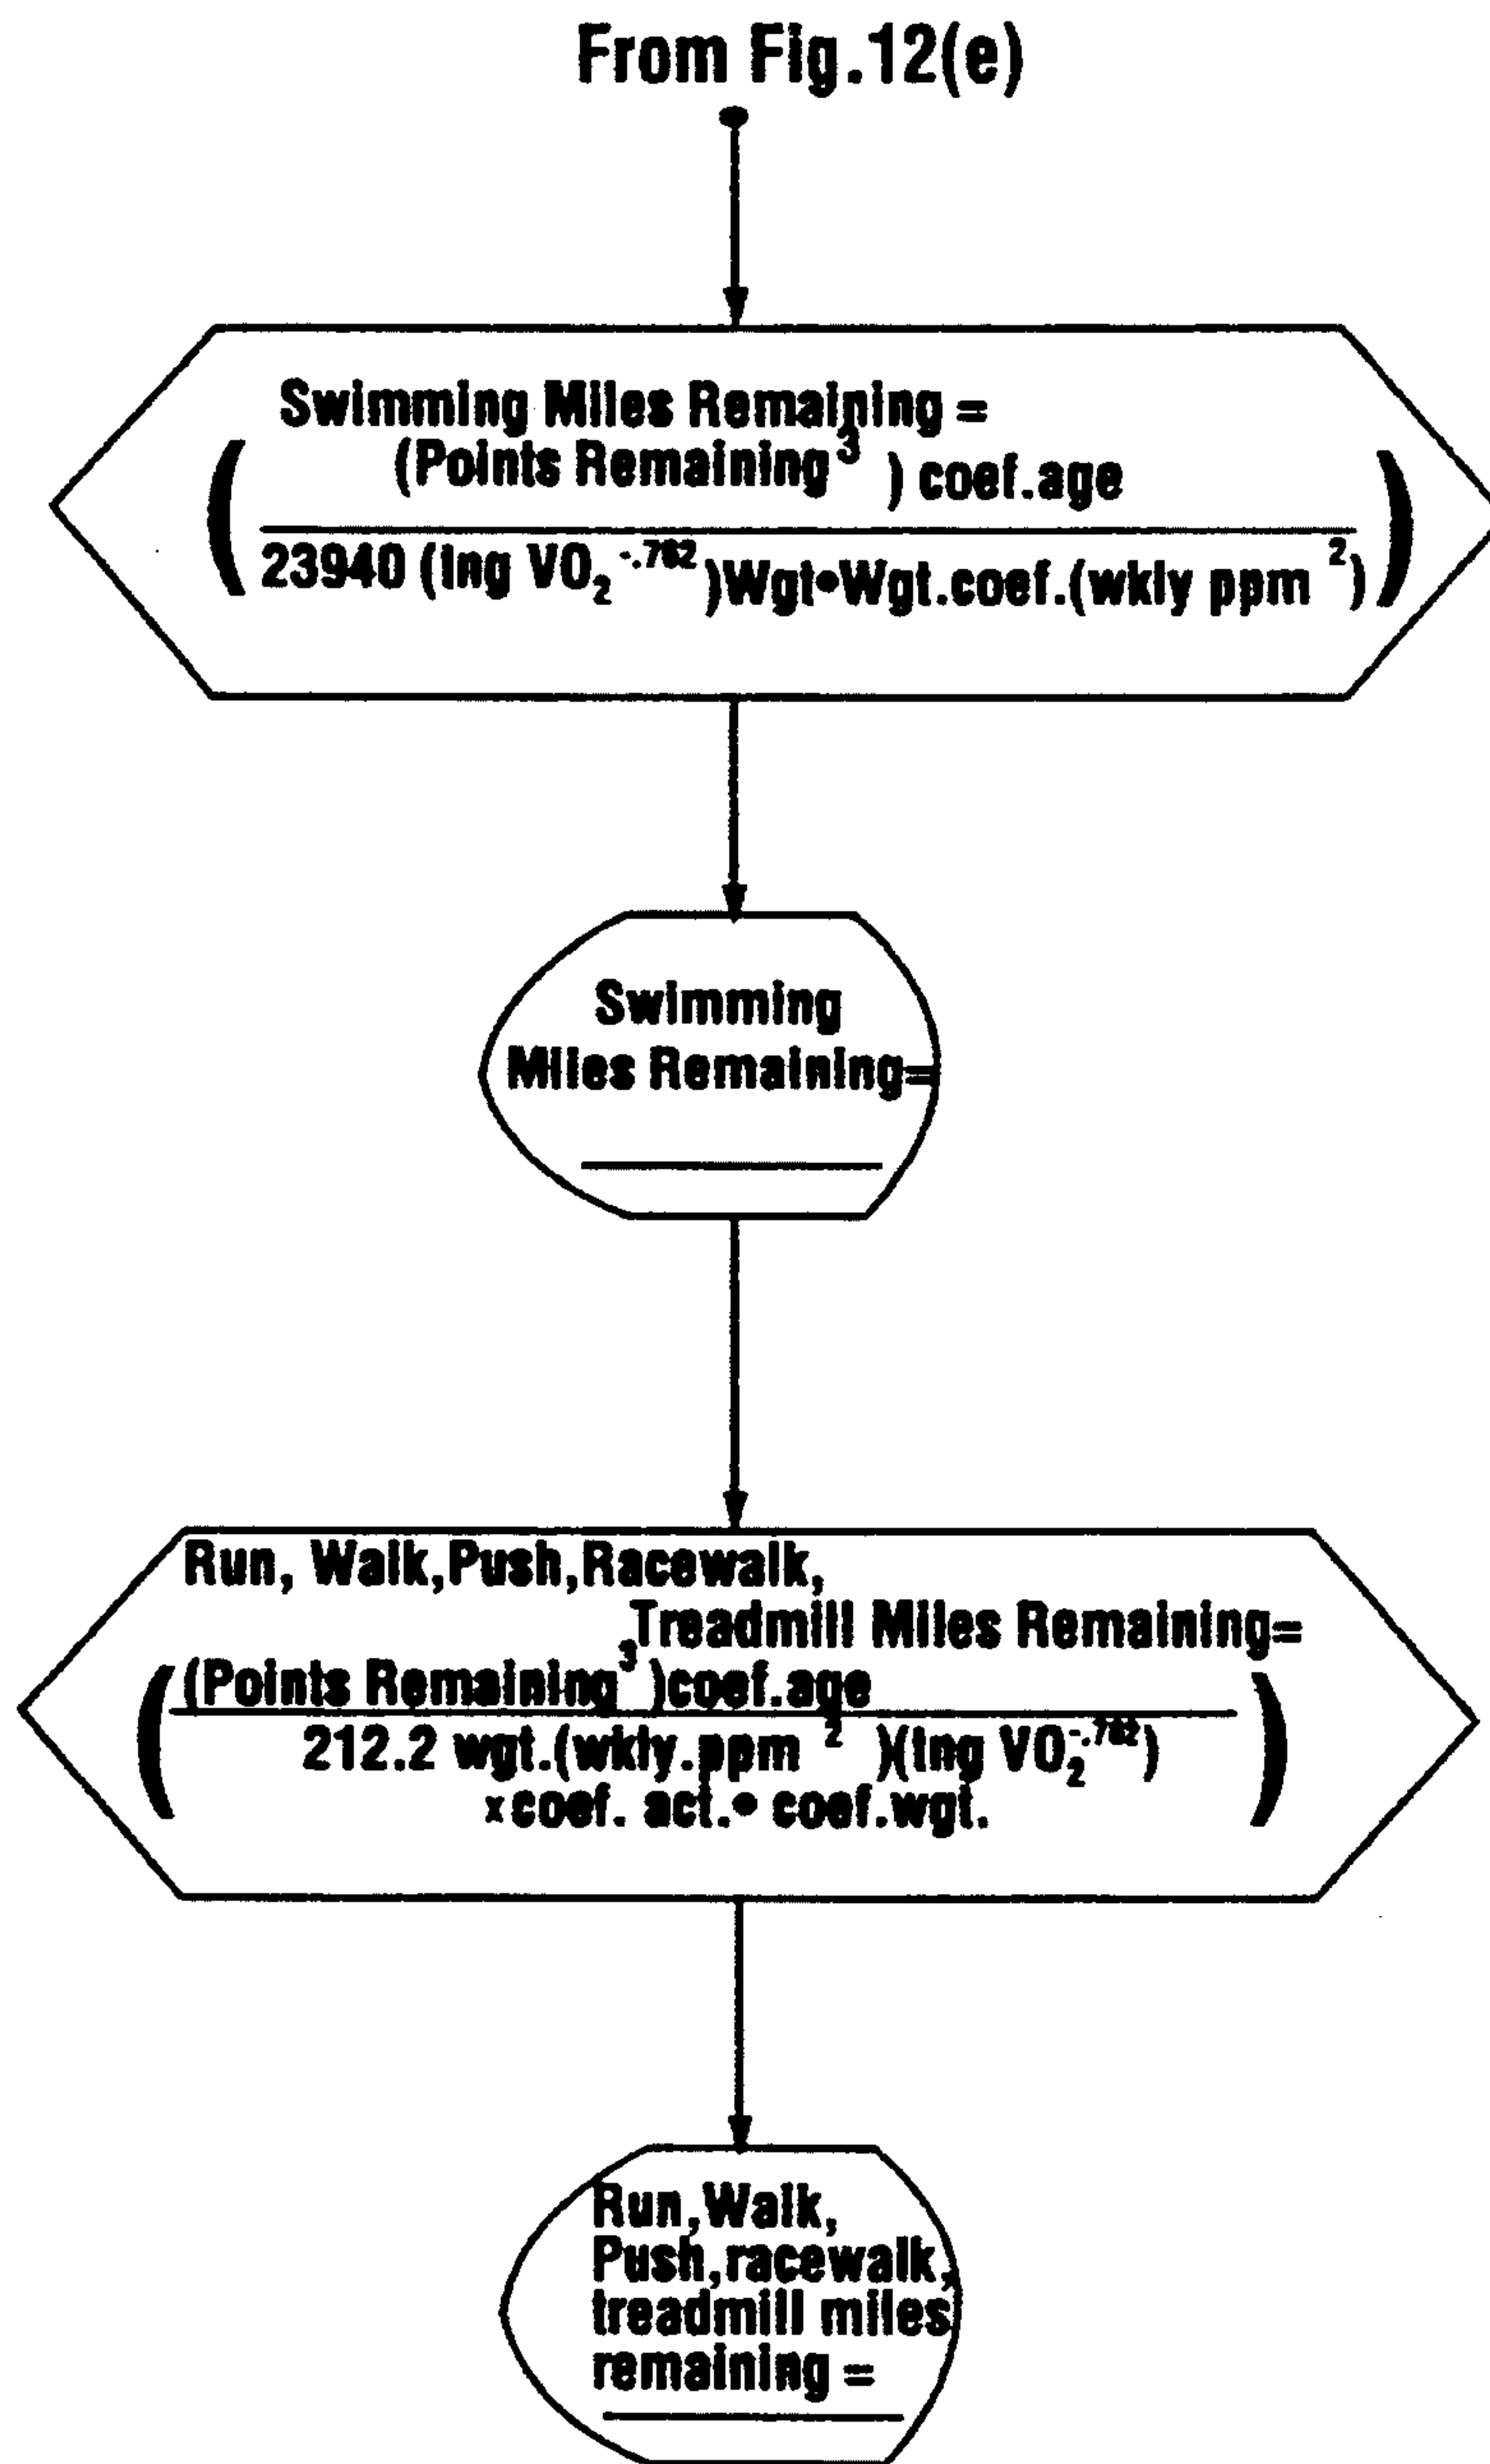 From Fig.12(e)
Swimming Miles Remaining =
(Points Remaining³ ) coef.age
23940 (lng VO₂⁻·⁷⁶²)Wgt•Wgt.coef.(wkly ppm ²)
Swimming
Miles Remaining=
Run, Walk,Push,Racewalk,
,Treadmill Miles Remaining=
(Points Remaining³)coef.age
212.2 wgt.(wkly.ppm ² )(lng VO₂⁻·⁷⁶²)
xcoef. act.• coef.wgt.
Run,Walk,
Push,racewalk,
treadmill miles
remaining =